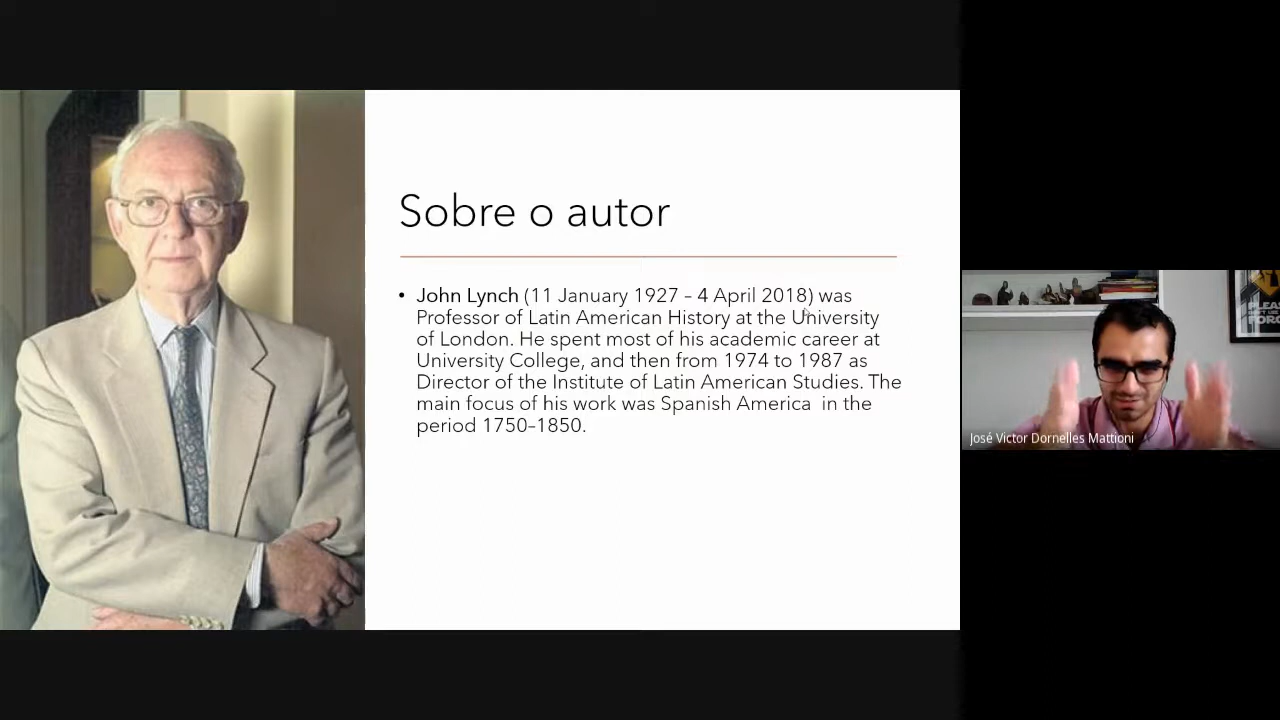 Sobre o autor
• John Lynch (11 January 1927 – 4 April 2018) was
Professor of Latin American History at the University
of London. He spent most of his academic career at
University College, and then from 1974 to 1987 as
Director of the Institute of Latin American Studies. The
main focus of his work was Spanish America in the
period 1750–1850.
PLEAS
FORC
José Victor Dornelles Mattioni